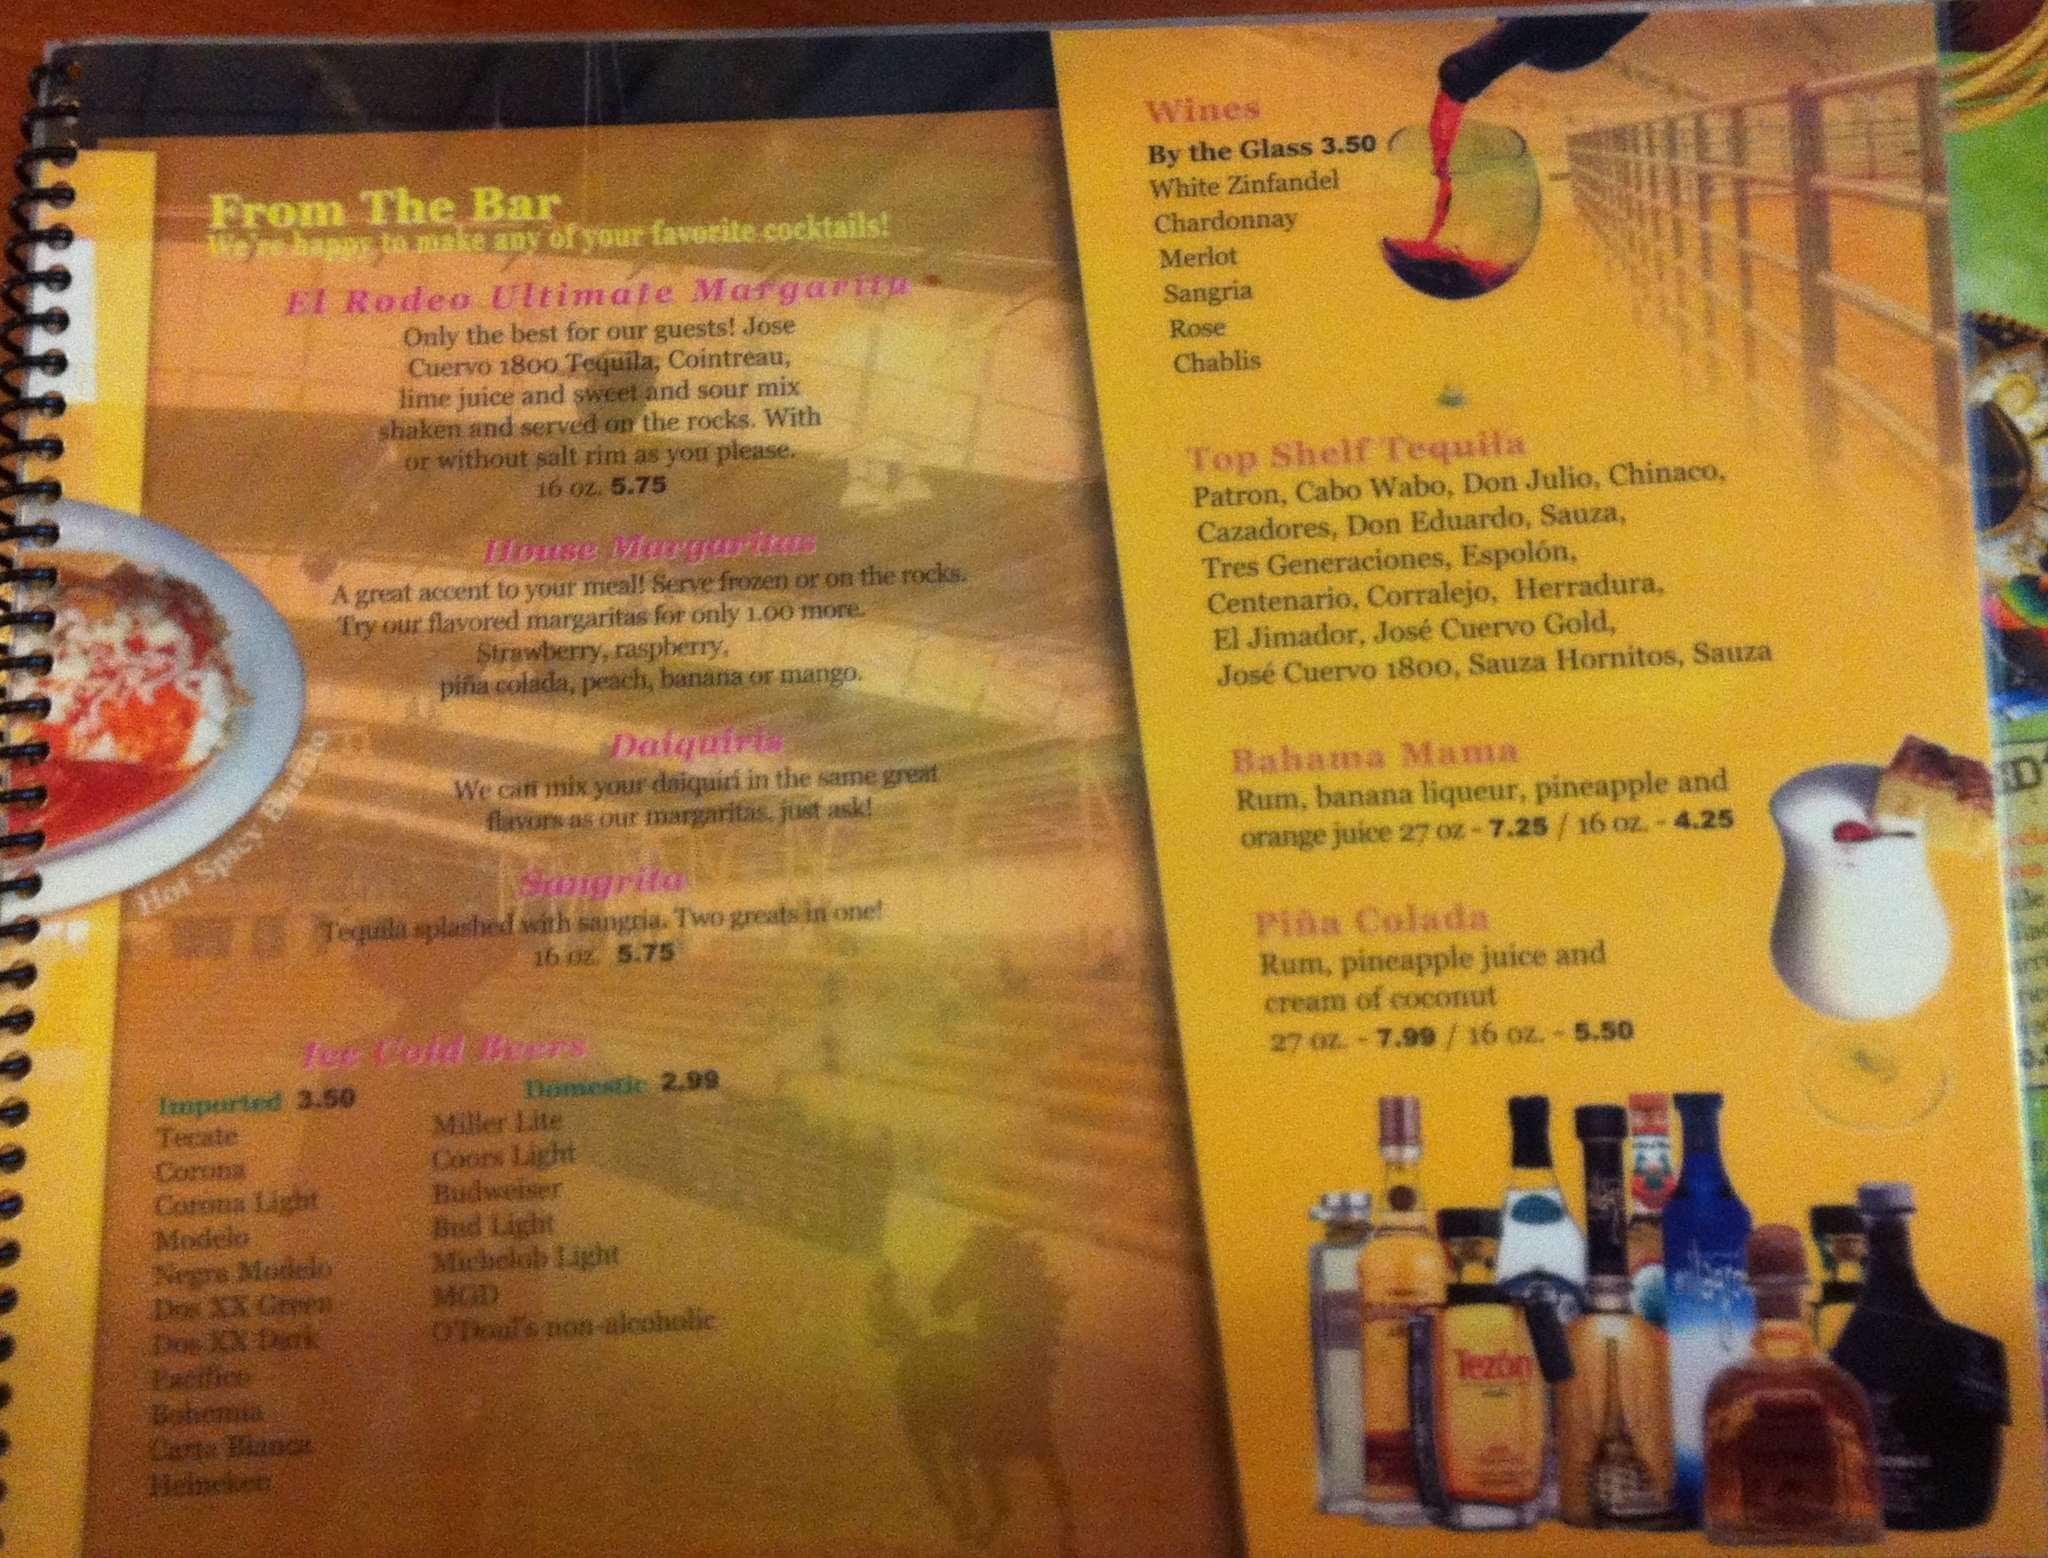 From The Bar
We're happy to make any of your favorite cocktails!
El Rodeo Ultimate Margarita
Only the best for our guests! Jose
Cuervo 1800 Tequila, Cointreau,
lime juice and sweet and sour mix
shaken and served on the rocks. With
or without salt rim as you please.
16 oz. 5.75
House Margaritas
A great accent to your meal! Serve frozen or on the rocks.
Try our flavored margaritas for only 1.00 more.
Strawberry, raspberry,
piña colada, peach, banana or mango.
Daiquiris
We can mix your daiquiri in the same great
flavors as our margaritas, just ask!
Sangrita
Tequila splashed with sangria. Two greats in one!
16 oz. 5.75
Hot Spicy Burrito
Ice Cold Beers
Imported 3.50
Tecate
Corona
Corona Light
Modelo
Negra Modelo
Dos XX Green
Dos XX Dark
Pacifico
Bohemia
Carta Blanca
Heineken
Domestic 2.99
Miller Lite
Coors Light
Budweiser
Bud Light
Michelob Light
MGD
O'Doul's non-alcoholic
Wines
By the Glass 3.50
White Zinfandel
Chardonnay
Merlot
Sangria
Rose
Chablis
Top Shelf Tequila
Patron, Cabo Wabo, Don Julio, Chinaco,
Cazadores, Don Eduardo, Sauza,
Tres Generaciones, Espolón,
Centenario, Corralejo, Herradura,
El Jimador, José Cuervo Gold,
José Cuervo 1800, Sauza Hornitos, Sauza
Bahama Mama
Rum, banana liqueur, pineapple and
orange juice 27 oz - 7.25 / 16 oz. - 4.25
Piña Colada
Rum, pineapple juice and
cream of coconut
27 oz. - 7.99 / 16 oz. - 5.50
Tezón